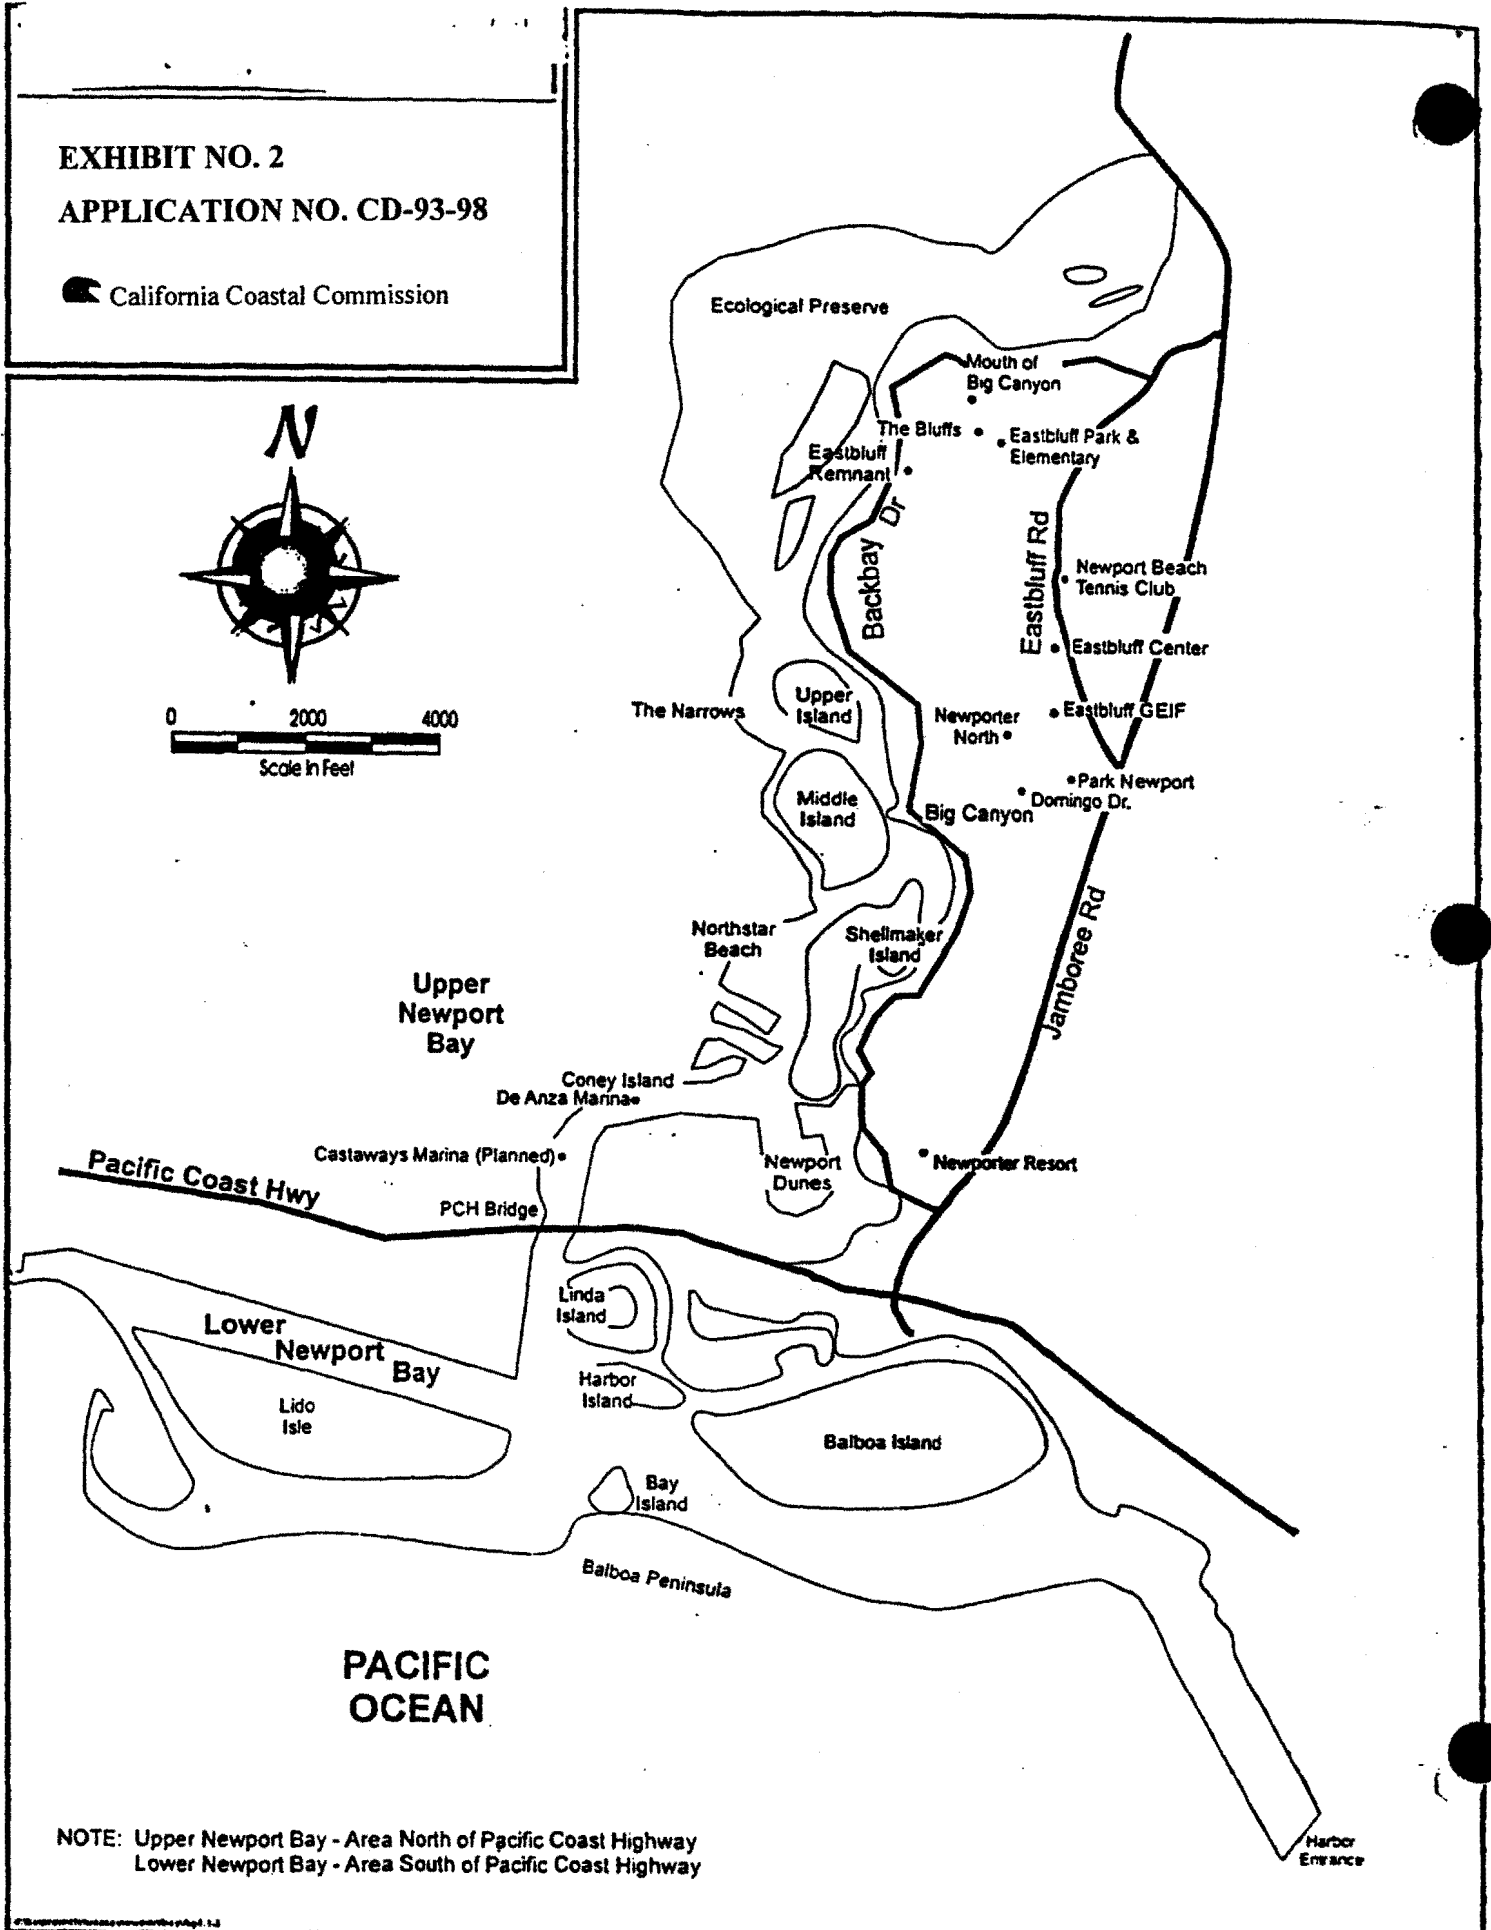 EXHIBIT NO. 2
APPLICATION NO. CD-93-98
California Coastal Commission
N
0 2000 4000
Scale in Feet
Ecological Preserve
Mouth of
Big Canyon
The Bluffs
Eastbluff Park &
Elementary
Eastbluff
Remnant
Backbay Dr
Eastbluff Rd
Newport Beach
Tennis Club
Eastbluff Center
Eastbluff GEIF
Upper
Island
The Narrows
Newporter
North
Park Newport
Domingo Dr.
Middle
Island
Big Canyon
Jamboree Rd
Northstar
Beach
Shellmaker
Island
Upper
Newport
Bay
Coney Island
De Anza Marina
Castaways Marina (Planned)
Newport
Dunes
Newporter Resort
Pacific Coast Hwy
PCH Bridge
Linda
Island
Lower
Newport
Bay
Harbor
Island
Lido
Isle
Balboa Island
Bay
Island
Balboa Peninsula
PACIFIC
OCEAN
Harbor
Entrance
NOTE: Upper Newport Bay - Area North of Pacific Coast Highway
Lower Newport Bay - Area South of Pacific Coast Highway